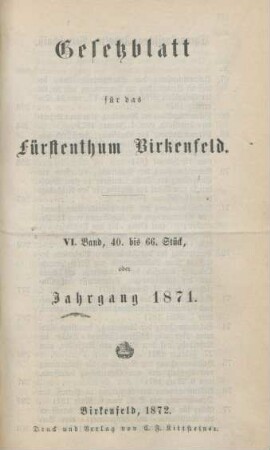 Gesetzblatt
für das
Fürstenthum Birkenfeld.
VI. Band, 40. bis 66. Stück,
oder
Jahrgang 1871.
Birkenfeld, 1872.
Druck und Verlag von C. F. Kittsteiner.